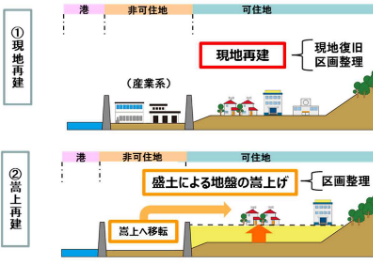 港 非可住地 可住地
①現地再建
現地再建
現地復旧
区画整理
（産業系）
港 非可住地 可住地
②嵩上再建
盛土による地盤の嵩上げ
区画整理
嵩上へ移転